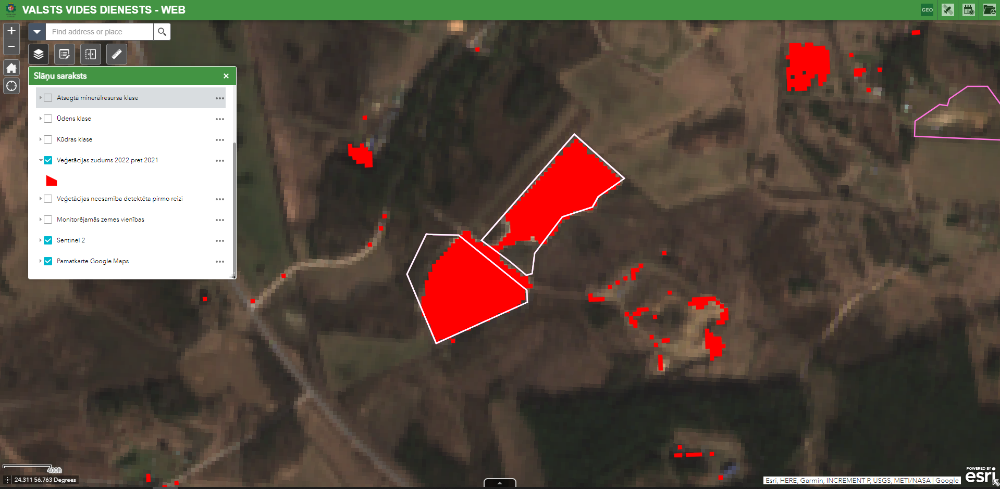 VALSTS VIDES DIENESTS - WEB
GEO
Find address or place
Slāņu saraksts
Atsegtā minerālresursa klase
Ūdens klase
Kūdras klase
Veģetācijas zudums 2022 pret 2021
Veģetācijas neesamība detektēta pirmo reizi
Monitorējamās zemes vienības
Sentinel 2
Pamatkarte Google Maps
400ft
24.311 56.763 Degrees
Esri, HERE, Garmin, INCREMENT P, USGS, METI/NASA | Google
POWERED BY
esri